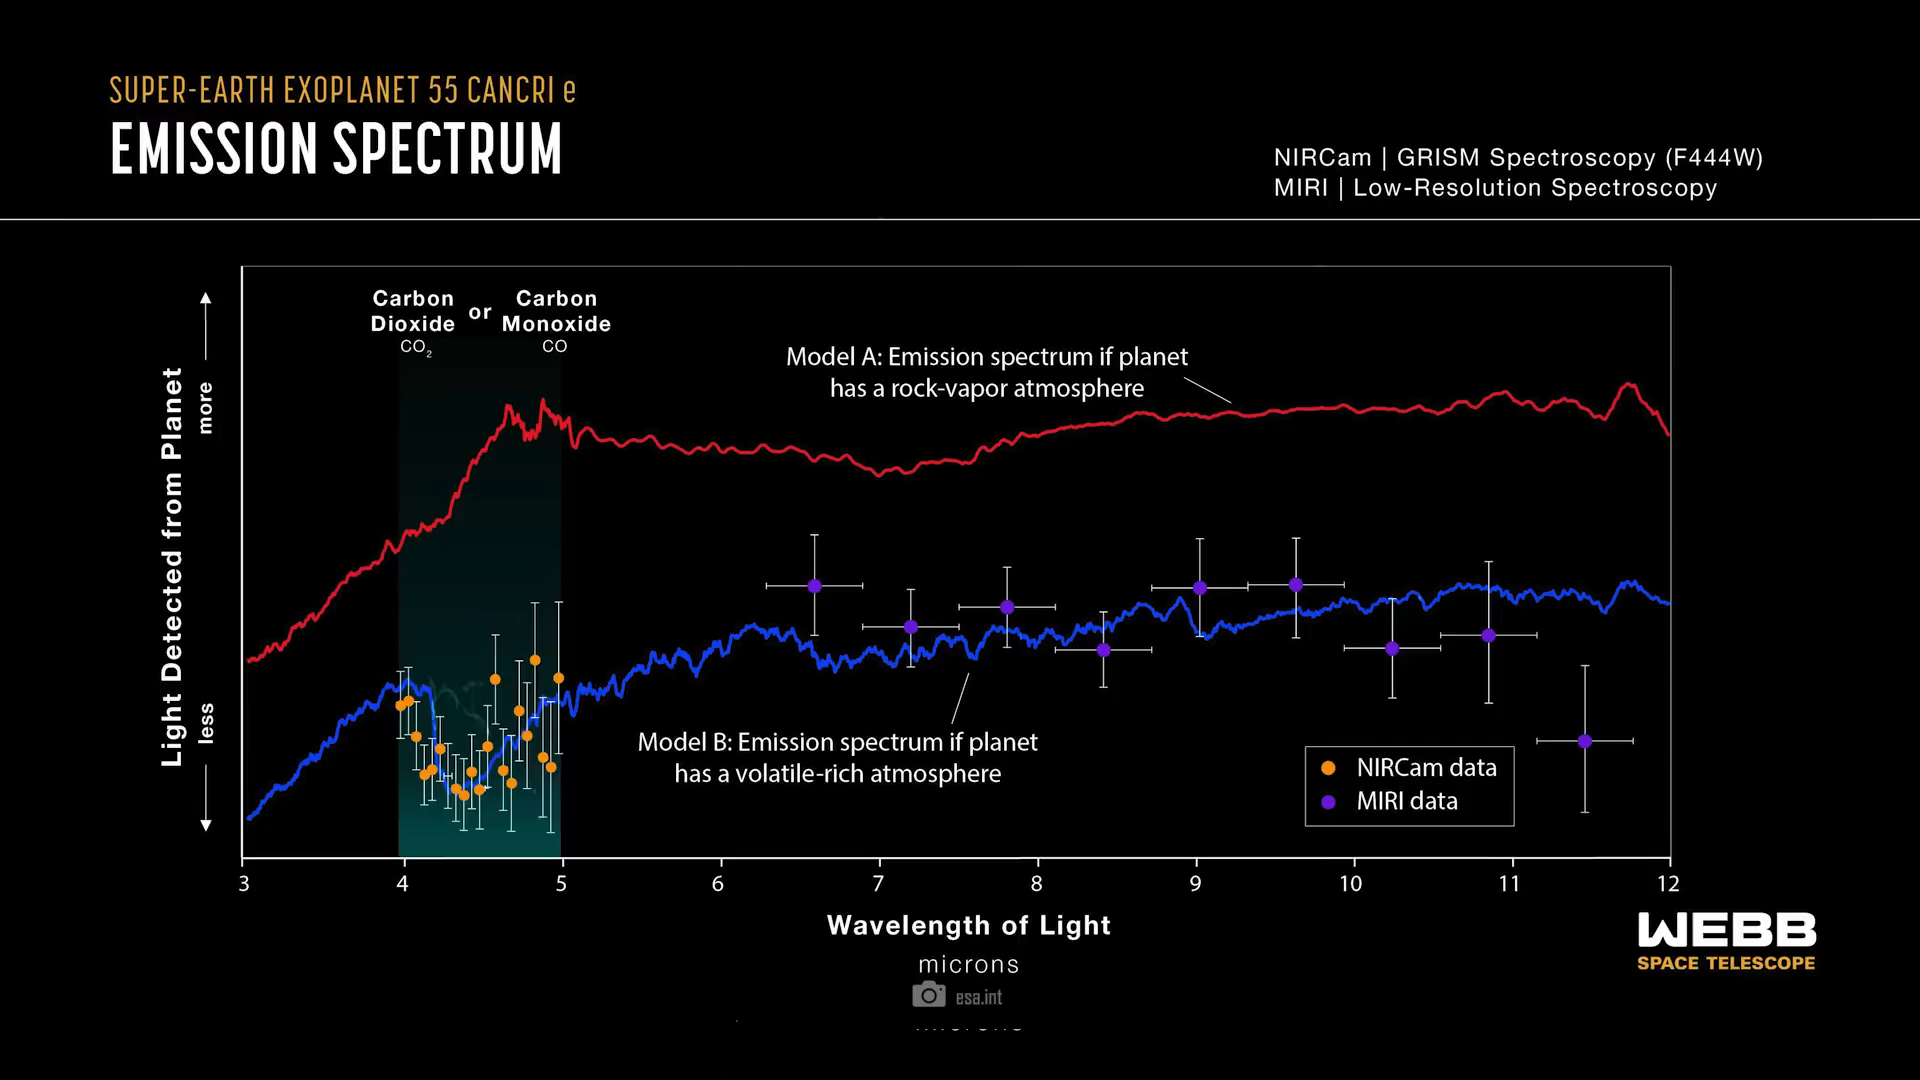 SUPER-EARTH EXOPLANET 55 CANCRI e
EMISSION SPECTRUM
NIRCam | GRISM Spectroscopy (F444W)
MIRI | Low-Resolution Spectroscopy
Carbon Dioxide CO₂ or Carbon Monoxide CO
Model A: Emission spectrum if planet
has a rock-vapor atmosphere
Light Detected from Planet
more
less
Model B: Emission spectrum if planet
has a volatile-rich atmosphere
NIRCam data
MIRI data
3 4 5 6 7 8 9 10 11 12
Wavelength of Light
microns
esa.int
WEBB
SPACE TELESCOPE